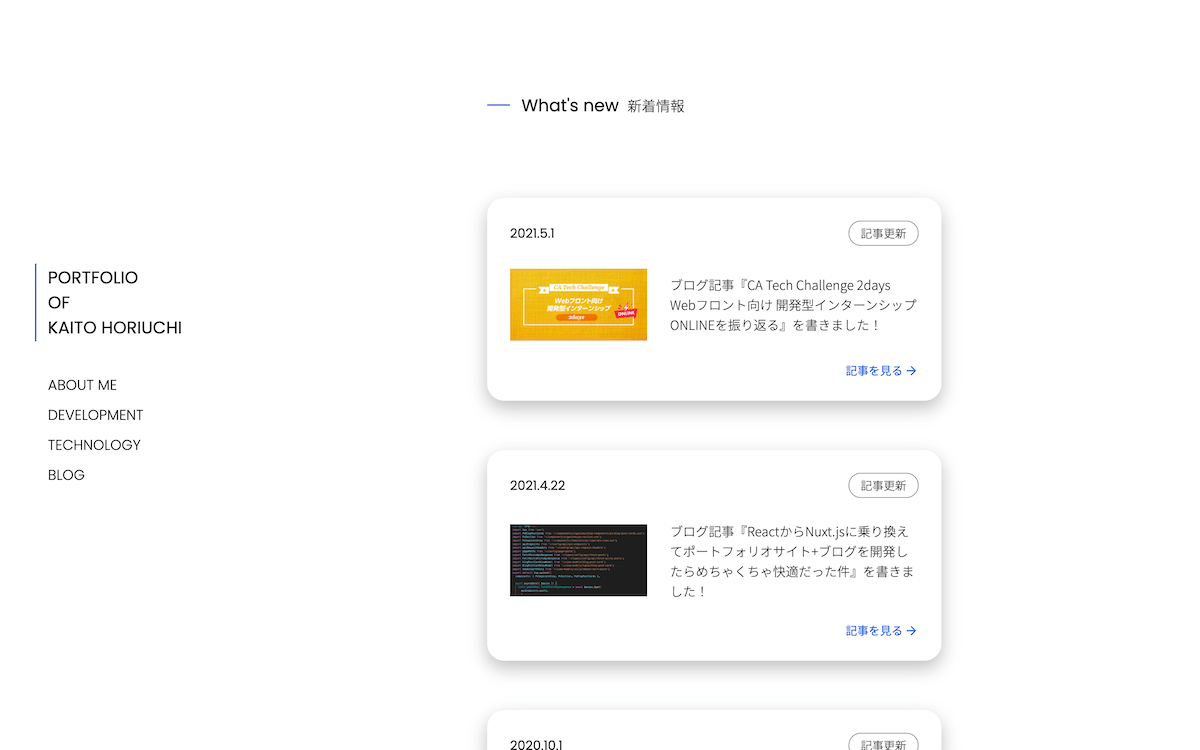 What's new 新着情報
PORTFOLIO
OF
KAITO HORIUCHI
ABOUT ME
DEVELOPMENT
TECHNOLOGY
BLOG
2021.5.1 記事更新
CA Tech Challenge
Webフロント向け
開発型インターンシップ
2days
ONLINE
ブログ記事『CA Tech Challenge 2days
Webフロント向け 開発型インターンシップ
ONLINEを振り返る』を書きました！
記事を見る →
2021.4.22 記事更新
ブログ記事『ReactからNuxt.jsに乗り換え
てポートフォリオサイト+ブログを開発し
たらめちゃくちゃ快適だった件』を書きま
した！
記事を見る →
2020.10.1 記事更新